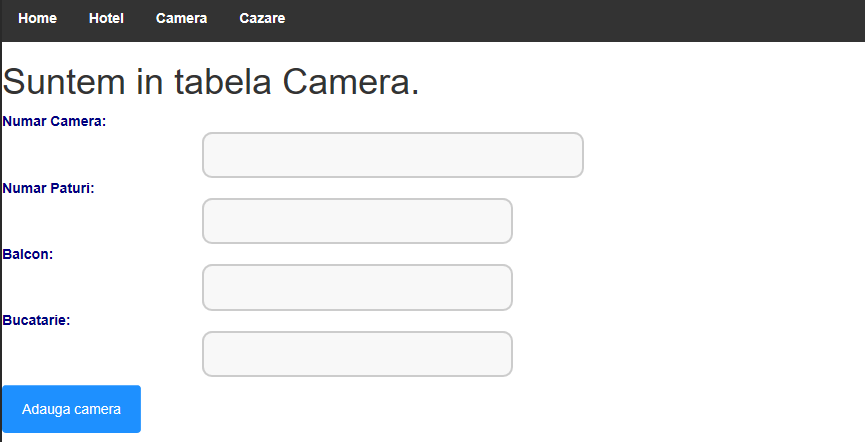 Home Hotel Camera Cazare
Suntem in tabela Camera.
Numar Camera:
Numar Paturi:
Balcon:
Bucatarie:
Adauga camera